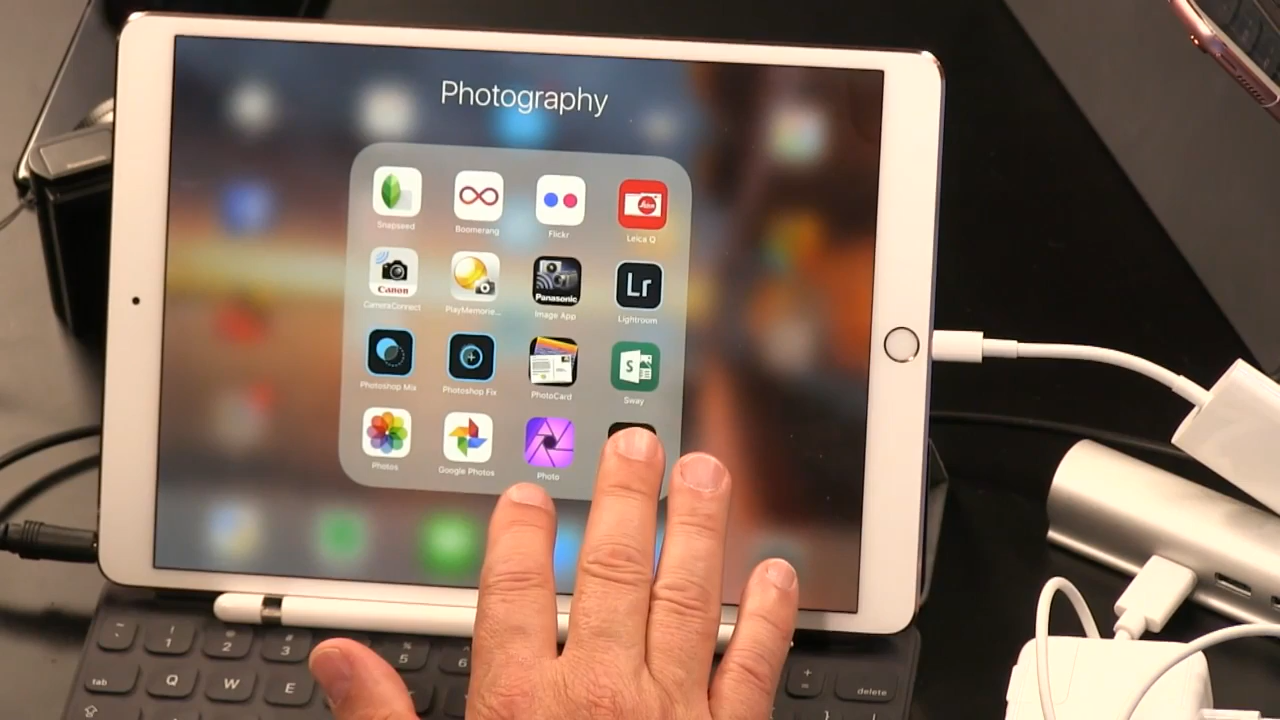 Photography
Snapseed
Boomerang
Flickr
Leica Q
Canon
CameraConnect
PlayMemorie...
Panasonic
Image App
Lr
Lightroom
Photoshop Mix
Photoshop Fix
PhotoCard
S
Sway
Photos
Google Photos
Photo
~
!
1
@
2
#
3
%
5
6
+
=
tab
Q
W
E
}
delete